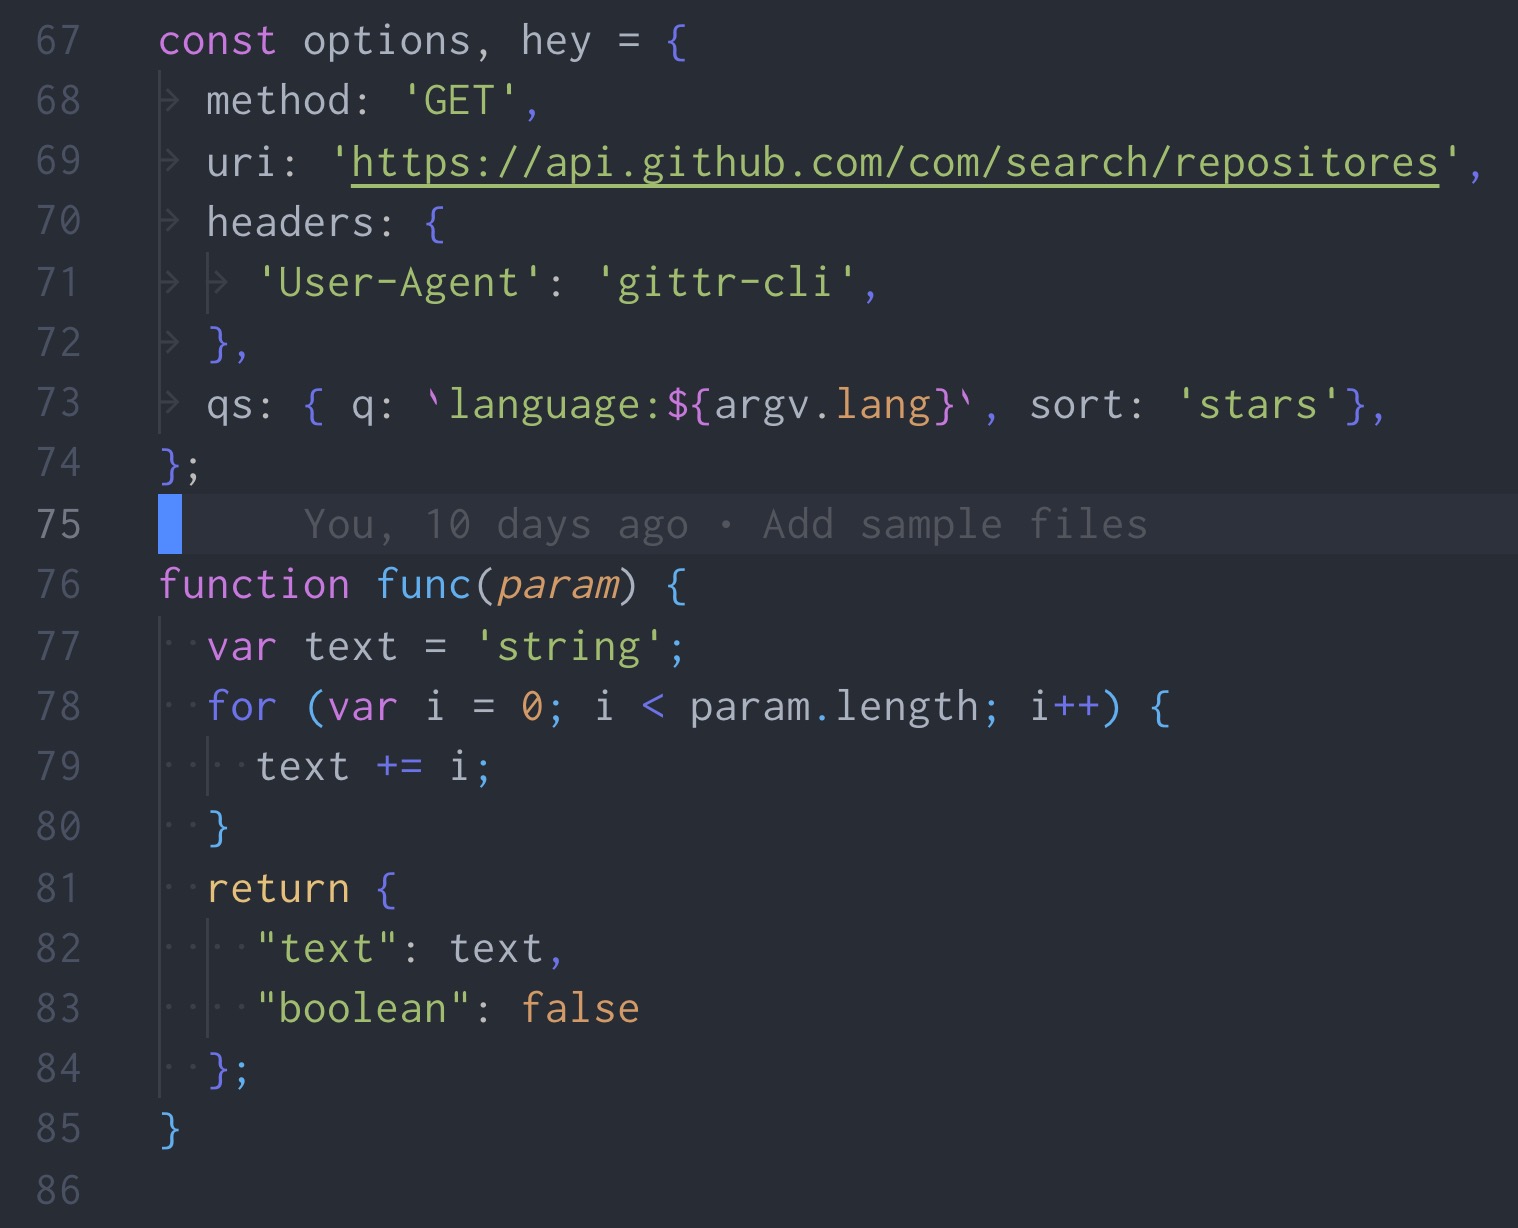 67 const options, hey = {
68 method: 'GET',
69 uri: 'https://api.github.com/com/search/repositores',
70 headers: {
71 'User-Agent': 'gittr-cli',
72 },
73 qs: { q: `language:${argv.lang}`, sort: 'stars'},
74 };
75 You, 10 days ago • Add sample files
76 function func(param) {
77 var text = 'string';
78 for (var i = 0; i < param.length; i++) {
79 text += i;
80 }
81 return {
82 "text": text,
83 "boolean": false
84 };
85 }
86